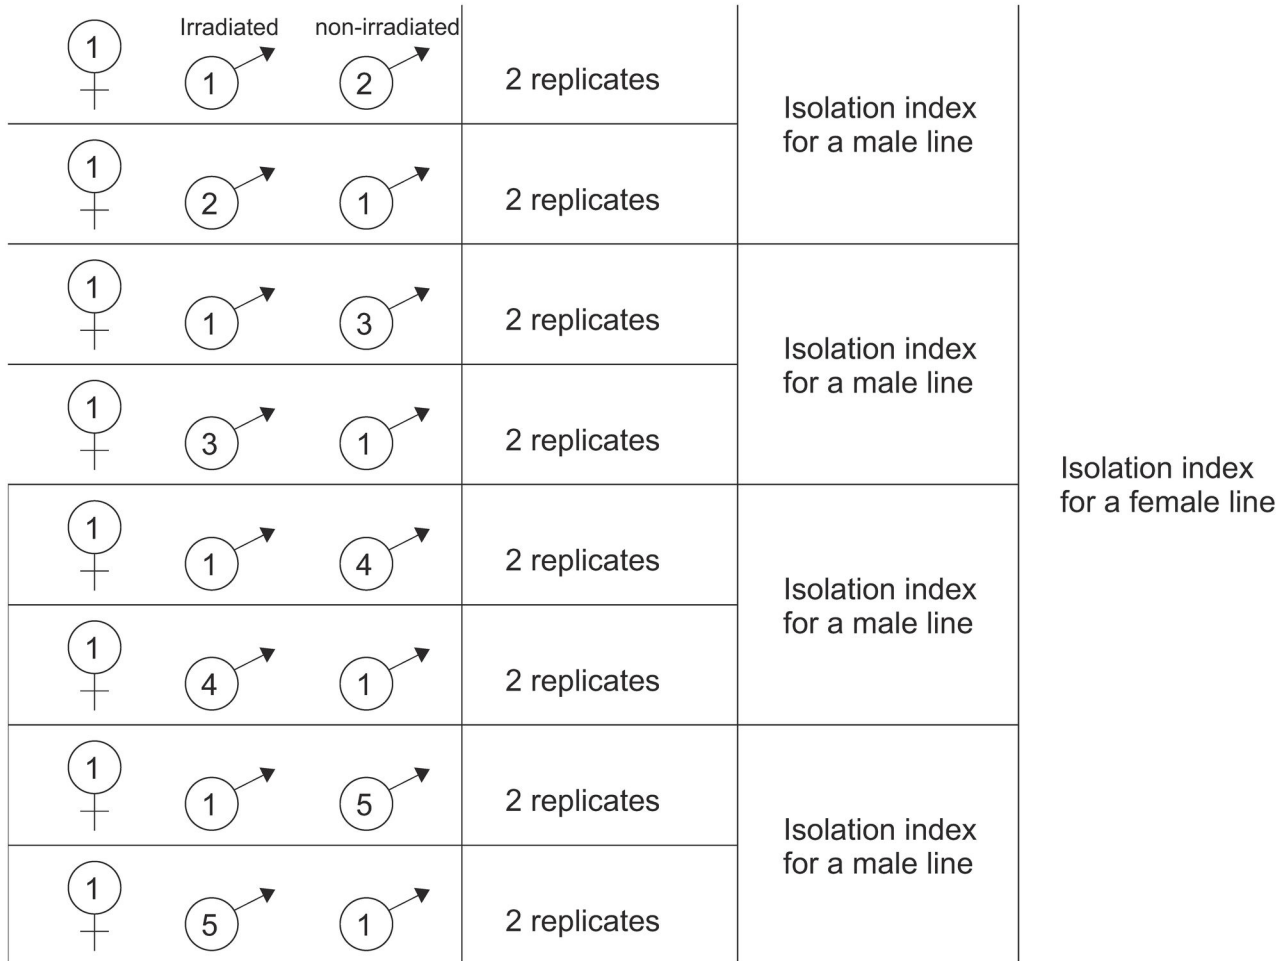 Irradiated non-irradiated
1 1 2 2 replicates
Isolation index
for a male line
1 2 1 2 replicates
1 1 3 2 replicates
Isolation index
for a male line
1 3 1 2 replicates
Isolation index
for a female line
1 1 4 2 replicates
Isolation index
for a male line
1 4 1 2 replicates
1 1 5 2 replicates
Isolation index
for a male line
1 5 1 2 replicates